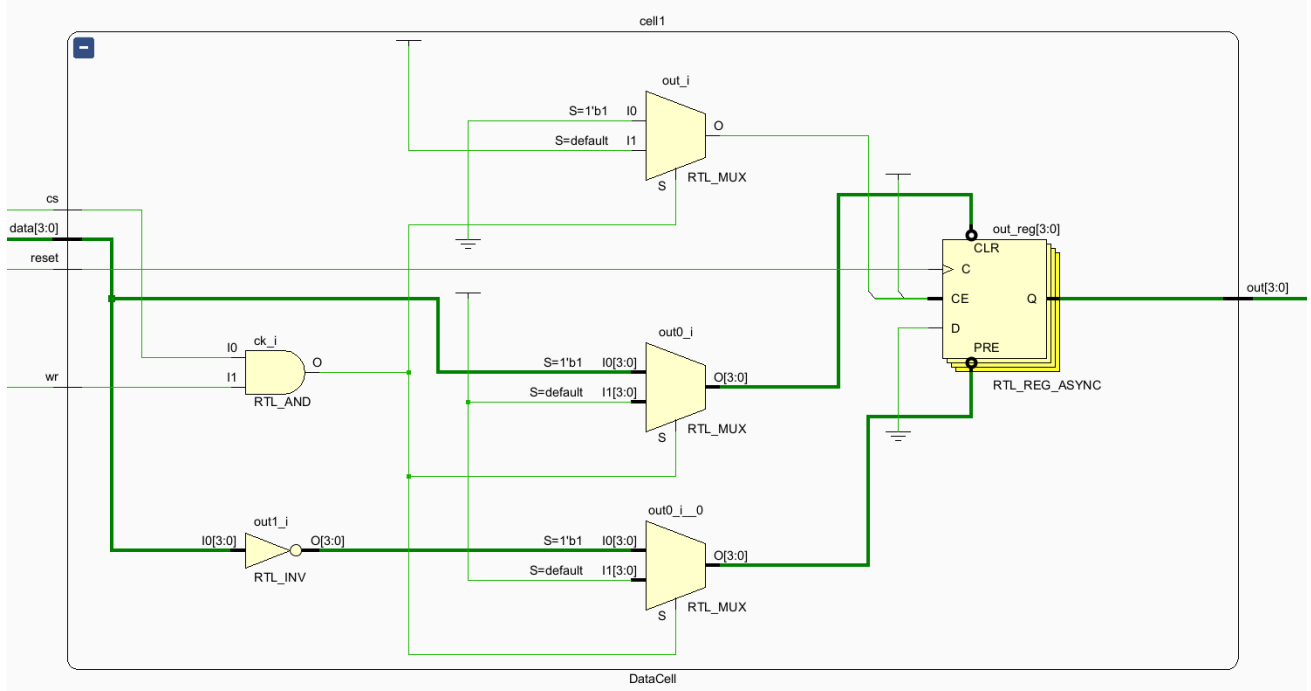 cell1
out_i
S=1'b1 I0
O
S=default I1
RTL_MUX
S
cs
data[3:0]
out_reg[3:0]
CLR
reset
C
CE
Q
out[3:0]
D
out0_i
ck_i
PRE
I0
O
S=1'b1 I0[3:0]
O[3:0]
wr
I1
RTL_REG_ASYNC
S=default I1[3:0]
RTL_AND
RTL_MUX
S
out0_i__0
out1_i
I0[3:0]
O[3:0]
S=1'b1 I0[3:0]
O[3:0]
RTL_INV
S=default I1[3:0]
RTL_MUX
S
DataCell